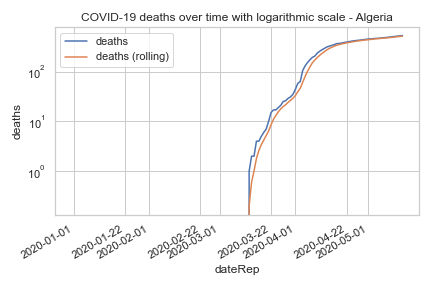 COVID-19 deaths over time with logarithmic scale - Algeria
deaths
deaths (rolling)
10²
10¹
10⁰
deaths
2020-01-01
2020-01-22
2020-02-01
2020-02-22
2020-03-01
2020-03-22
2020-04-01
2020-04-22
2020-05-01
dateRep